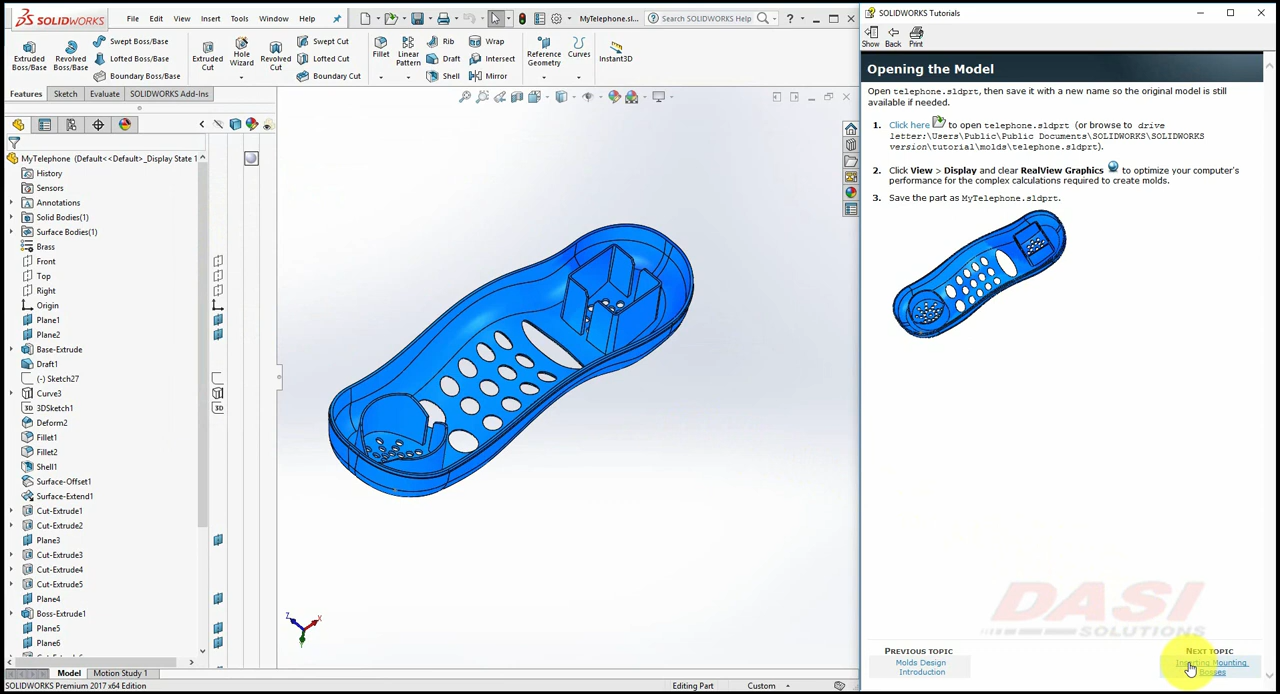 SOLIDWORKS File Edit View Insert Tools Window Help MyTelephone.sl... Search SOLIDWORKS Help
Extruded Boss/Base
Revolved Boss/Base
Swept Boss/Base
Lofted Boss/Base
Boundary Boss/Base
Extruded Cut
Hole Wizard
Revolved Cut
Swept Cut
Lofted Cut
Boundary Cut
Fillet
Linear Pattern
Rib
Draft
Shell
Wrap
Intersect
Mirror
Reference Geometry
Curves
Instant3D
Features Sketch Evaluate SOLIDWORKS Add-Ins
MyTelephone (Default<<Default>_Display State 1
History
Sensors
Annotations
Solid Bodies(1)
Surface Bodies(1)
Brass
Front
Top
Right
Origin
Plane1
Plane2
Base-Extrude
Draft1
(-) Sketch27
Curve3
3D 3DSketch1 3D
Deform2
Fillet1
Fillet2
Shell1
Surface-Offset1
Surface-Extend1
Cut-Extrude1
Cut-Extrude2
Plane3
Cut-Extrude3
Cut-Extrude4
Cut-Extrude5
Plane4
Boss-Extrude1
Plane5
Plane6
Z X
Model Motion Study 1
SOLIDWORKS Premium 2017 x64 Edition Editing Part Custom
SOLIDWORKS Tutorials
Show Back Print
Opening the Model
Open telephone.sldprt, then save it with a new name so the original model is still
available if needed.
1. Click here to open telephone.sldprt (or browse to drive
letter:\Users\Public\Public Documents\SOLIDWORKS\SOLIDWORKS
version\tutorial\molds\telephone.sldprt).
2. Click View > Display and clear RealView Graphics to optimize your computer's
performance for the complex calculations required to create molds.
3. Save the part as MyTelephone.sldprt.
DASI
SOLUTIONS
PREVIOUS TOPIC
Molds Design
Introduction
NEXT TOPIC
Inserting Mounting
Bosses